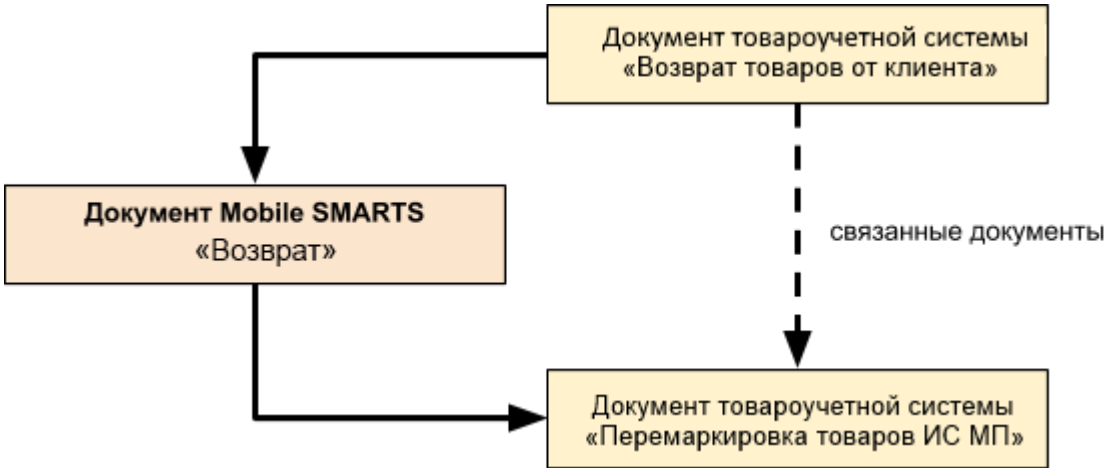 Документ товароучетной системы
«Возврат товаров от клиента»
Документ Mobile SMARTS
«Возврат»
связанные документы
Документ товароучетной системы
«Перемаркировка товаров ИС МП»